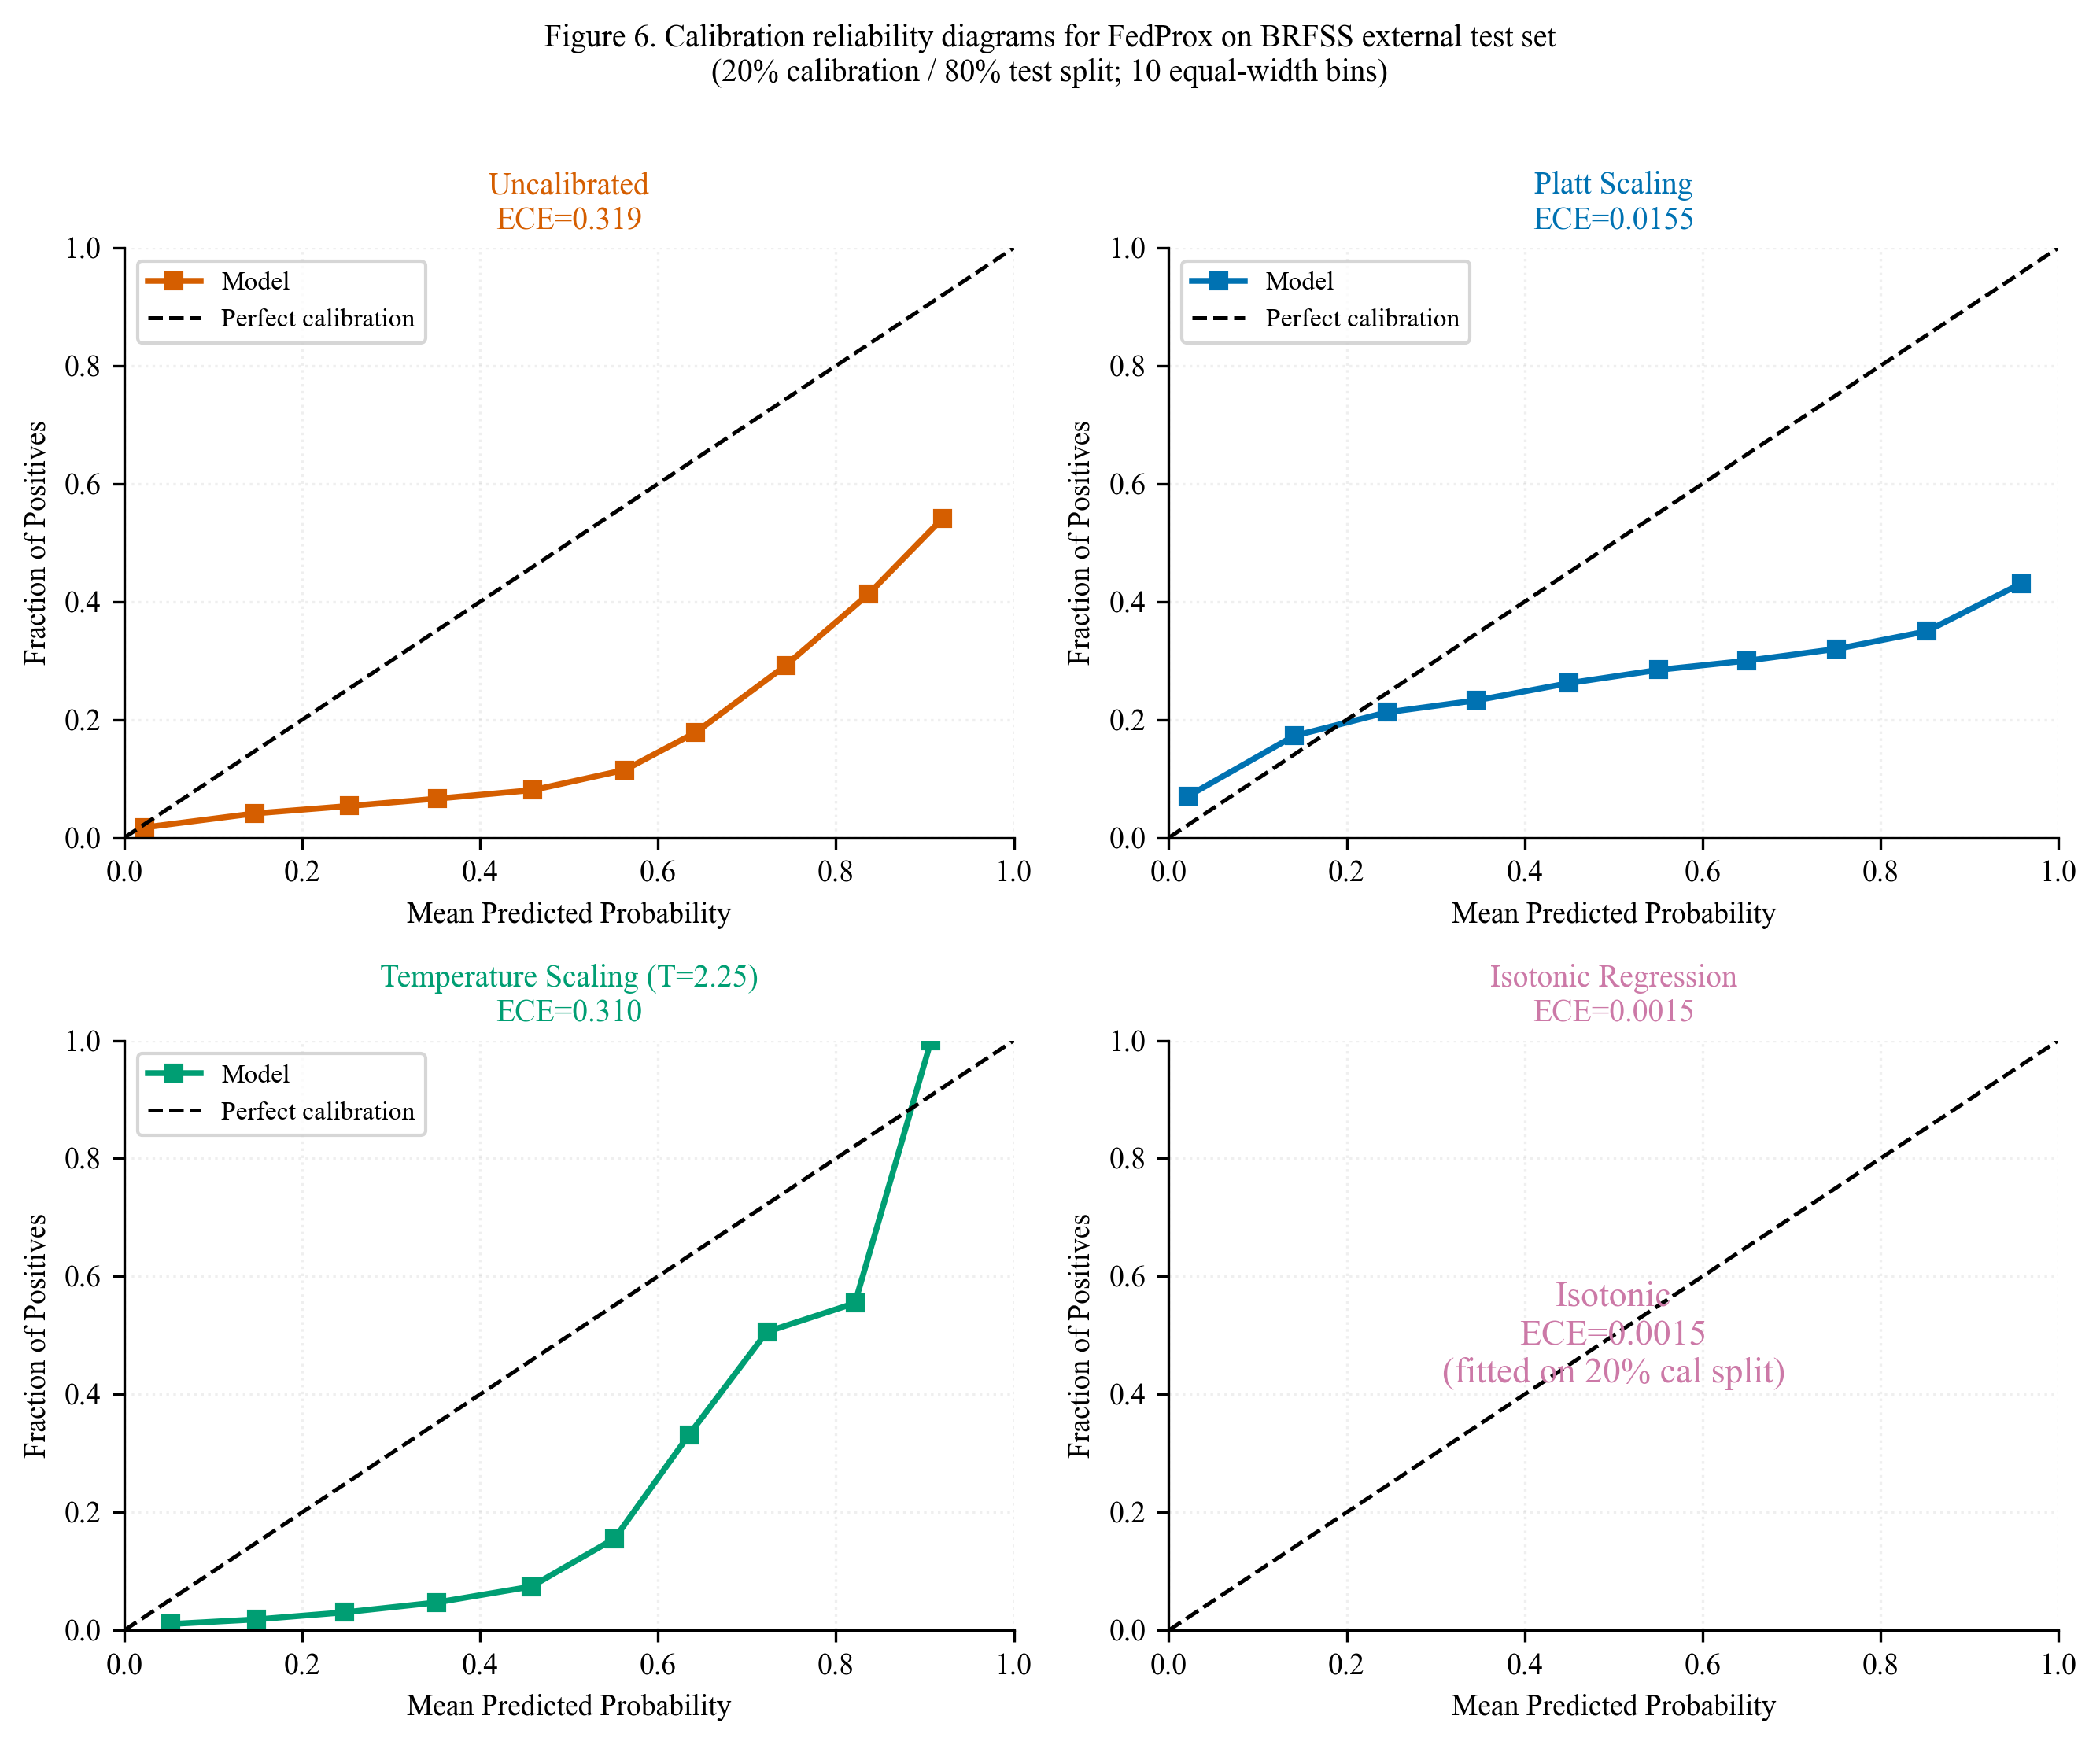 Figure 6. Calibration reliability diagrams for FedProx on BRFSS external test set
(20% calibration / 80% test split; 10 equal-width bins)
Uncalibrated
ECE=0.319
Model
Perfect calibration
1.0
0.8
0.6
0.4
0.2
0.0
Fraction of Positives
0.0 0.2 0.4 0.6 0.8 1.0
Mean Predicted Probability
Platt Scaling
ECE=0.0155
Model
Perfect calibration
1.0
0.8
0.6
0.4
0.2
0.0
Fraction of Positives
0.0 0.2 0.4 0.6 0.8 1.0
Mean Predicted Probability
Temperature Scaling (T=2.25)
ECE=0.310
Model
Perfect calibration
1.0
0.8
0.6
0.4
0.2
0.0
Fraction of Positives
0.0 0.2 0.4 0.6 0.8 1.0
Mean Predicted Probability
Isotonic Regression
ECE=0.0015
1.0
0.8
0.6
0.4
0.2
0.0
Fraction of Positives
Isotonic
ECE=0.0015
(fitted on 20% cal split)
0.0 0.2 0.4 0.6 0.8 1.0
Mean Predicted Probability